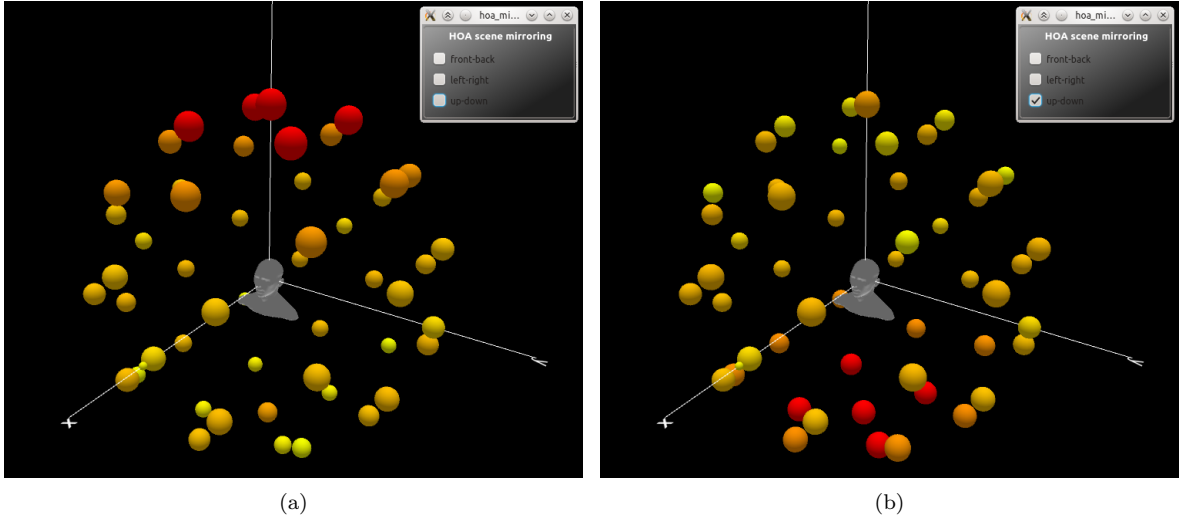 hoa_mi...
HOA scene mirroring
front-back
left-right
up-down
X
Y
(a)
hoa_mi...
HOA scene mirroring
front-back
left-right
up-down
X
Y
(b)